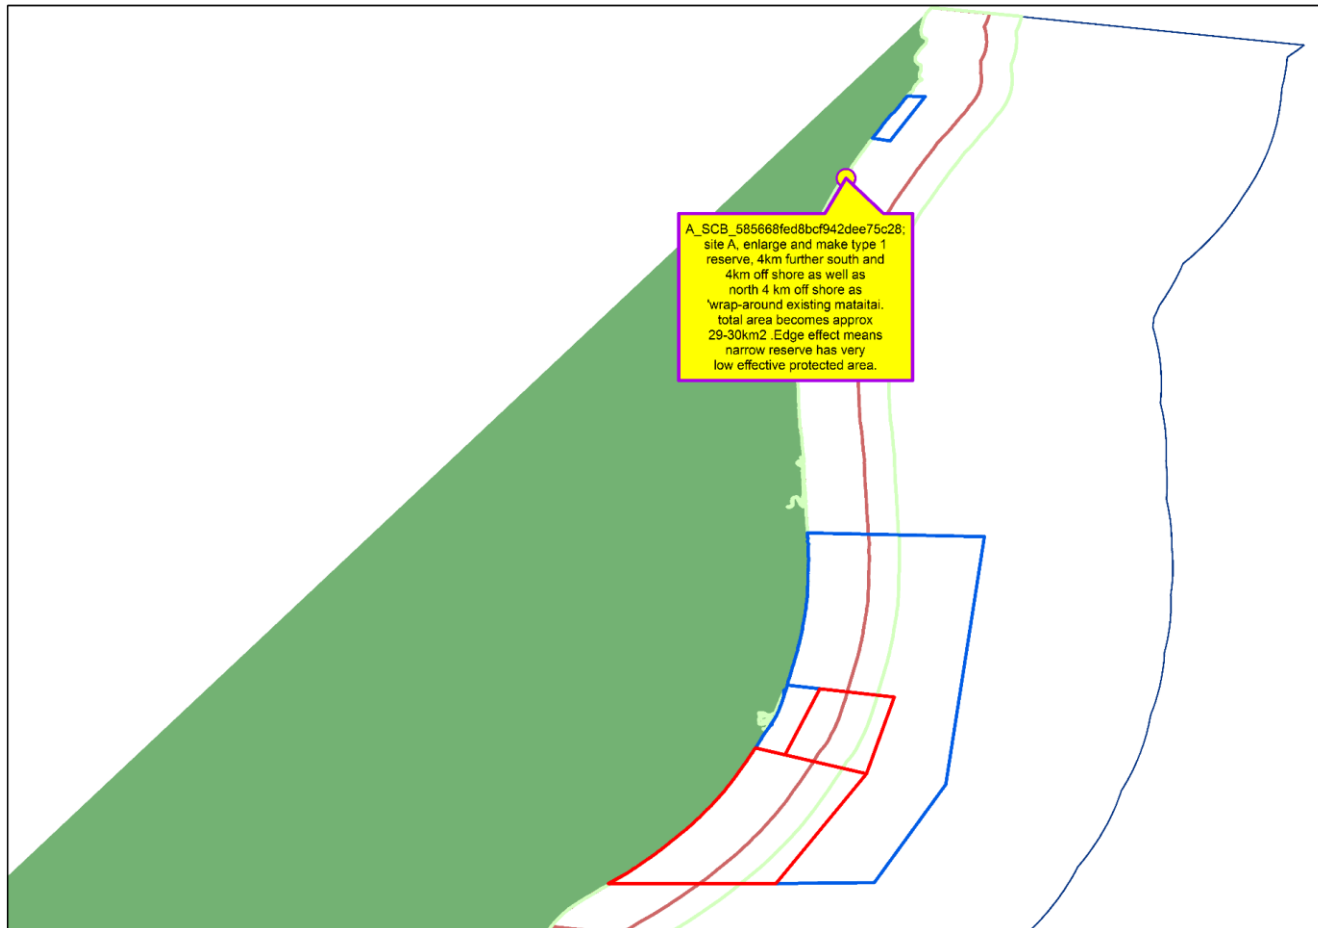 A_SCB_585668fed8bcf942dee75c28;
site A, enlarge and make type 1
reserve, 4km further south and
4km off shore as well as
north 4 km off shore as
'wrap-around existing mataitai.
total area becomes approx
29-30km2 .Edge effect means
narrow reserve has very
low effective protected area.